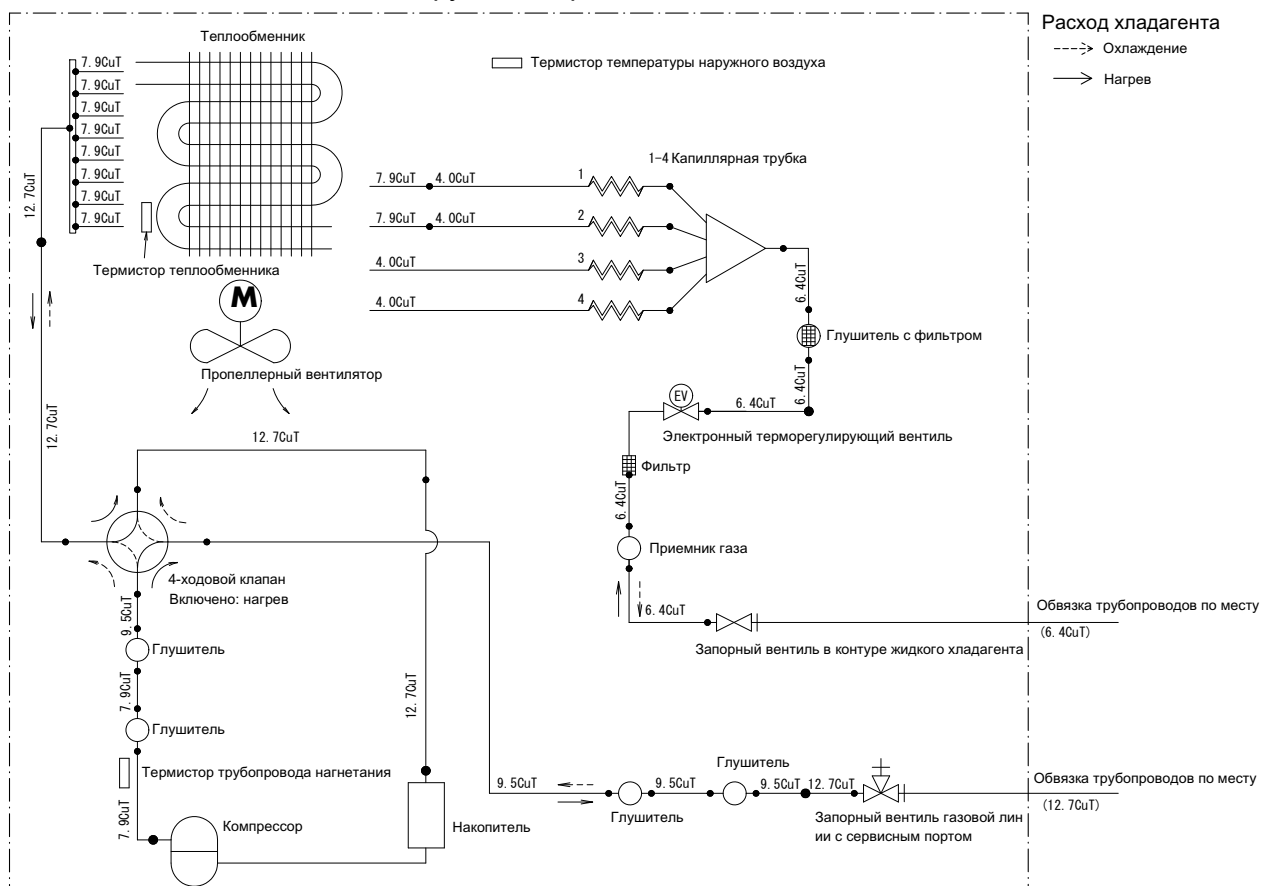 Расход хладагента
Охлаждение
Нагрев
Теплообменник
Термистор температуры наружного воздуха
7.9CuT
7.9CuT
7.9CuT
7.9CuT
7.9CuT
7.9CuT
7.9CuT
7.9CuT
12.7CuT
Термистор теплообменника
M
Пропеллерный вентилятор
1-4 Капиллярная трубка
7.9CuT 4.0CuT 1
7.9CuT 4.0CuT 2
4.0CuT 3
4.0CuT 4
6.4CuT
Глушитель с фильтром
6.4CuT
EV
6.4CuT
Электронный терморегулирующий вентиль
Фильтр
6.4CuT
Приемник газа
6.4CuT
Запорный вентиль в контуре жидкого хладагента
Обвязка трубопроводов по месту
(6.4CuT)
12.7CuT
12.7CuT
4-ходовой клапан
Включено: нагрев
9.5CuT
Глушитель
7.9CuT
Глушитель
Термистор трубопровода нагнетания
7.9CuT
Компрессор
12.7CuT
Накопитель
9.5CuT
Глушитель
9.5CuT
Глушитель
9.5CuT 12.7CuT
Запорный вентиль газовой лин
ии с сервисным портом
Обвязка трубопроводов по месту
(12.7CuT)